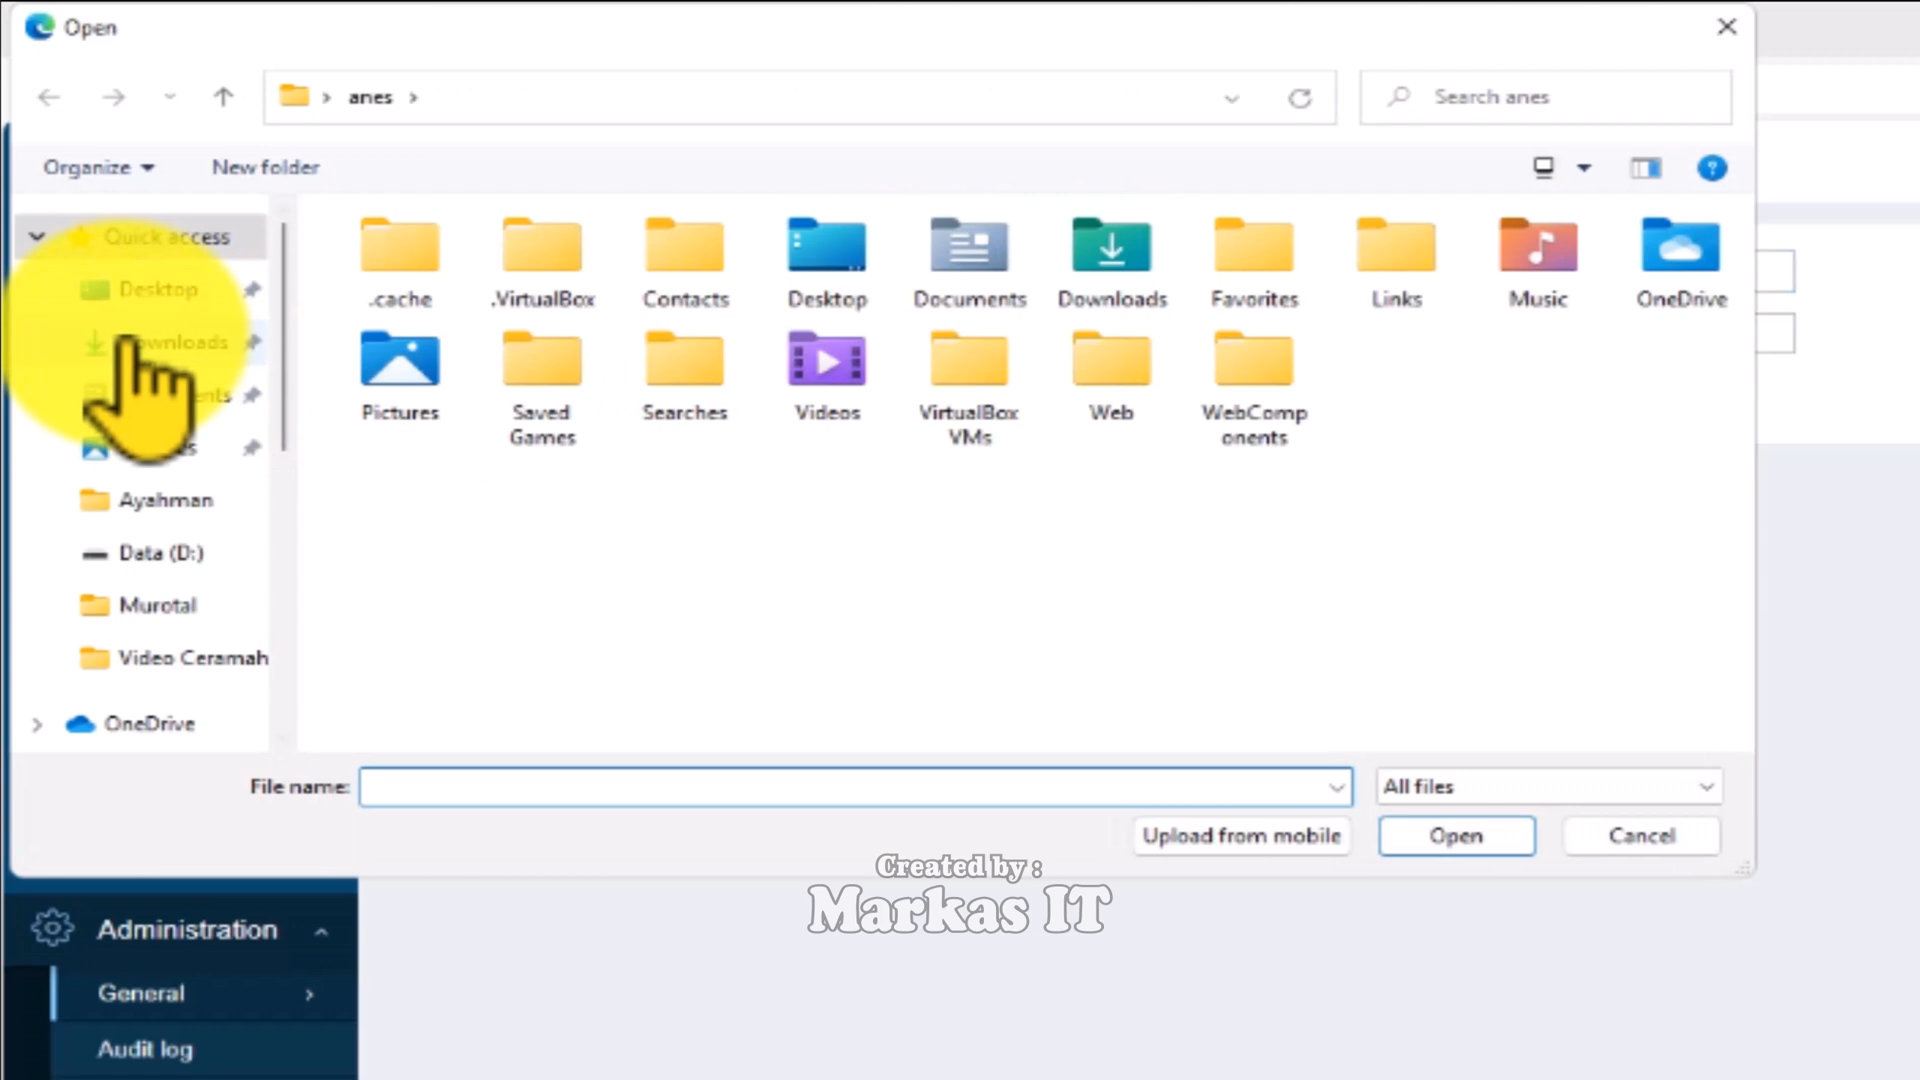 Open
anes
Search anes
Organize
New folder
Quick access
Desktop
Downloads
Ayahman
Data (D:)
Murotal
Video Ceramah
OneDrive
.cache
.VirtualBox
Contacts
Desktop
Documents
Downloads
Favorites
Links
Music
OneDrive
Pictures
Saved
Games
Searches
Videos
VirtualBox
VMs
Web
WebComp
onents
File name:
All files
Upload from mobile
Open
Cancel
Created by :
Markas IT
Administration
General
Audit log